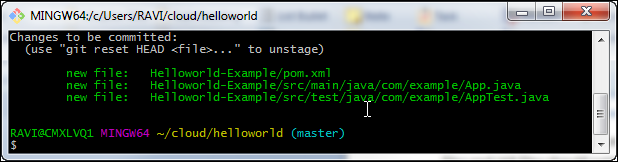 MINGW64:/c/Users/RAVI/cloud/helloworld
Changes to be committed:
(use "git reset HEAD <file>..." to unstage)
new file:   Helloworld-Example/pom.xml
new file:   Helloworld-Example/src/main/java/com/example/App.java
new file:   Helloworld-Example/src/test/java/com/example/AppTest.java
RAVI@CMXLVQ1 MINGW64 ~/cloud/helloworld (master)
$